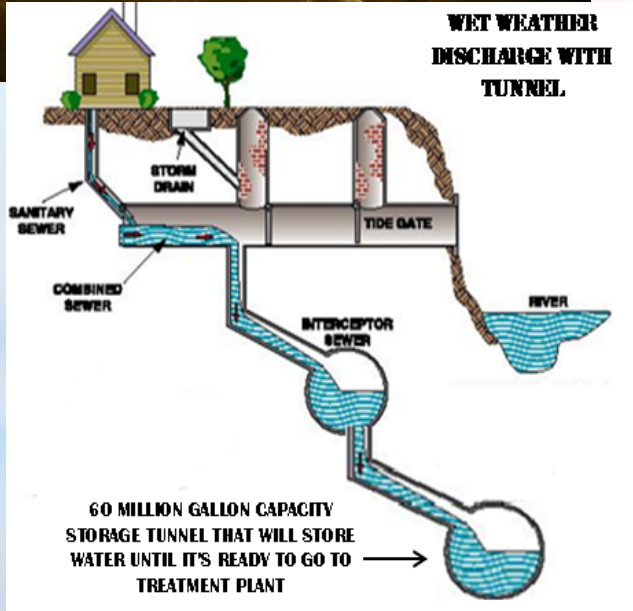 WET WEATHER
DISCHARGE WITH
TUNNEL
STORM
DRAIN
SANITARY
SEWER
TIDE GATE
COMBINED
SEWER
RIVER
INTERCEPTOR
SEWER
60 MILLION GALLON CAPACITY
STORAGE TUNNEL THAT WILL STORE
WATER UNTIL IT'S READY TO GO TO
TREATMENT PLANT